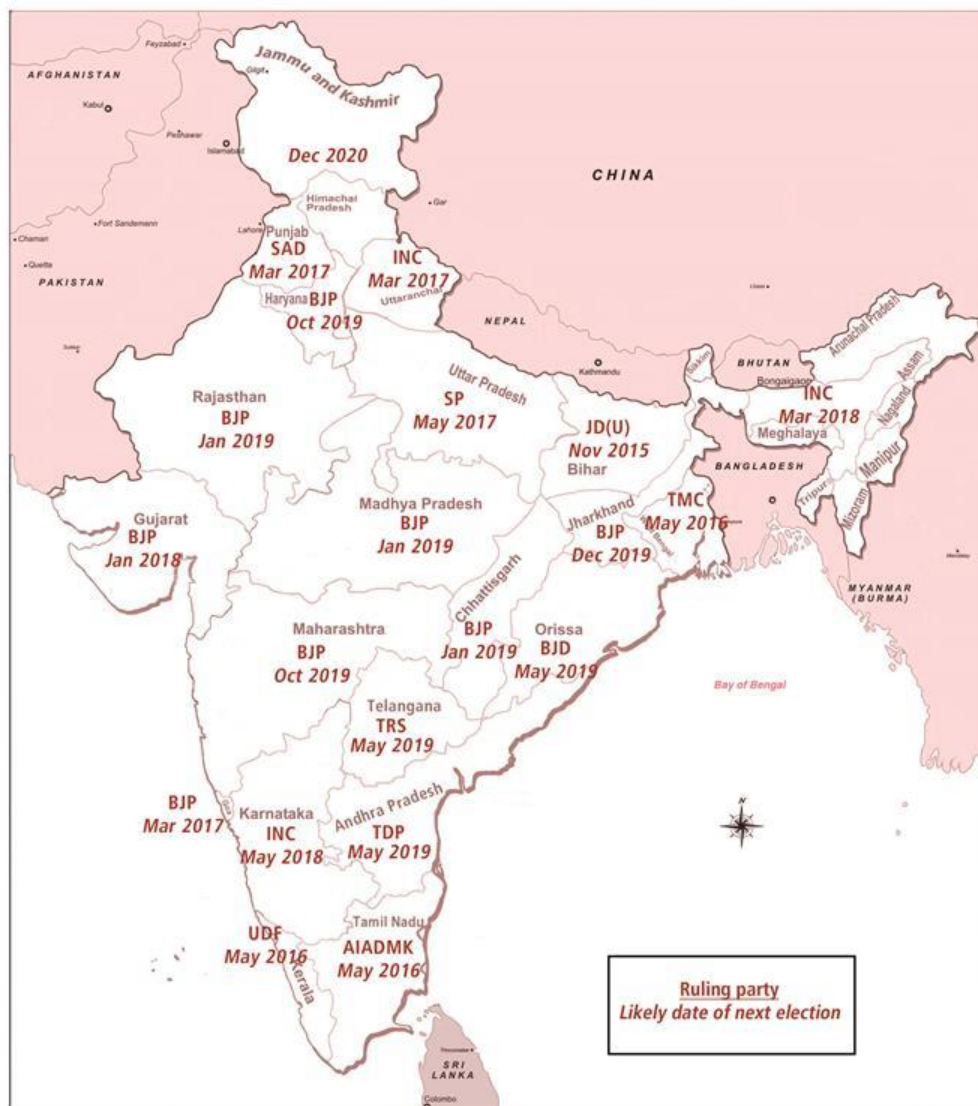 Feyzabad
Gilgit
Jammu and Kashmir
AFGHANISTAN
Kabul
Peshawar
Islamabad
Dec 2020
CHINA
Himachal
Pradesh
Gar
Fort Sandemann
Lahore
Punjab
SAD
Mar 2017
INC
Mar 2017
Uttaranchal
Chaman
Quetta
PAKISTAN
Haryana BJP
Oct 2019
NEPAL
Kathmandu
Sikkim
BHUTAN
Bongaigaon
Arunachal Pradesh
Assam
Nagaland
INC
Mar 2018
Meghalaya
Manipur
Tripur
Mizoram
BANGLADESH
Rajasthan
BJP
Jan 2019
Uttar Pradesh
SP
May 2017
JD(U)
Nov 2015
Bihar
Gujarat
BJP
Jan 2018
Madhya Pradesh
BJP
Jan 2019
Jharkhand
BJP
Dec 2019
TMC
May 2016
Bengal
MYANMAR
(BURMA)
Chhattisgarh
BJP
Jan 2019
Maharashtra
BJP
Oct 2019
Orissa
BJD
May 2019
Bay of Bengal
Telangana
TRS
May 2019
BJP
Mar 2017
Goa
Karnataka
INC
May 2018
Andhra Pradesh
TDP
May 2019
N
UDF
May 2016
Kerala
Tamil Nadu
AIADMK
May 2016
Ruling party
Likely date of next election
SRI
LANKA
Colombo